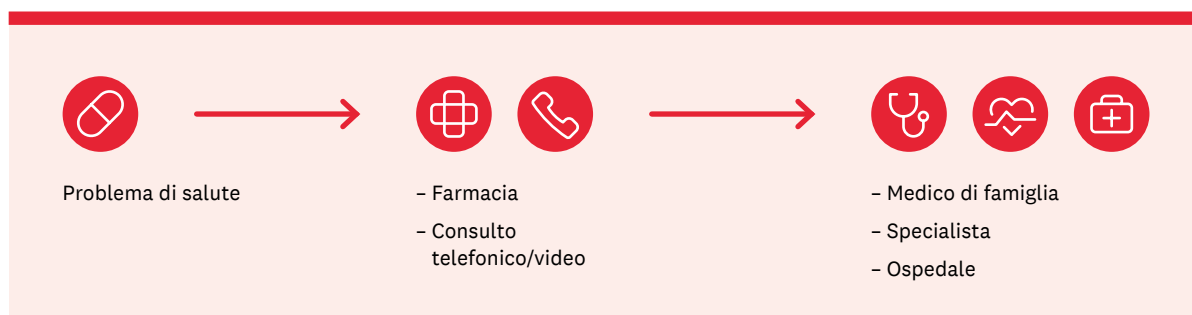 Problema di salute
– Farmacia
– Consulto
telefonico/video
– Medico di famiglia
– Specialista
– Ospedale